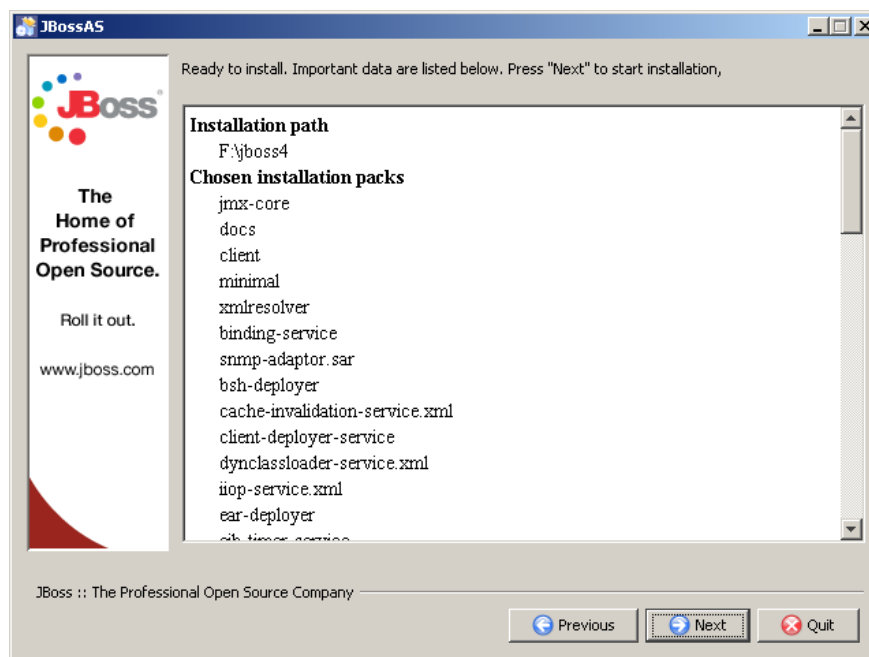 JBossAS
JBoss
The
Home of
Professional
Open Source.
Roll it out.
www.jboss.com
Ready to install. Important data are listed below. Press "Next" to start installation,
Installation path
F:\jboss4
Chosen installation packs
jmx-core
docs
client
minimal
xmlresolver
binding-service
snmp-adaptor.sar
bsh-deployer
cache-invalidation-service.xml
client-deployer-service
dynclassloader-service.xml
iiop-service.xml
ear-deployer
JBoss :: The Professional Open Source Company
Previous
Next
Quit